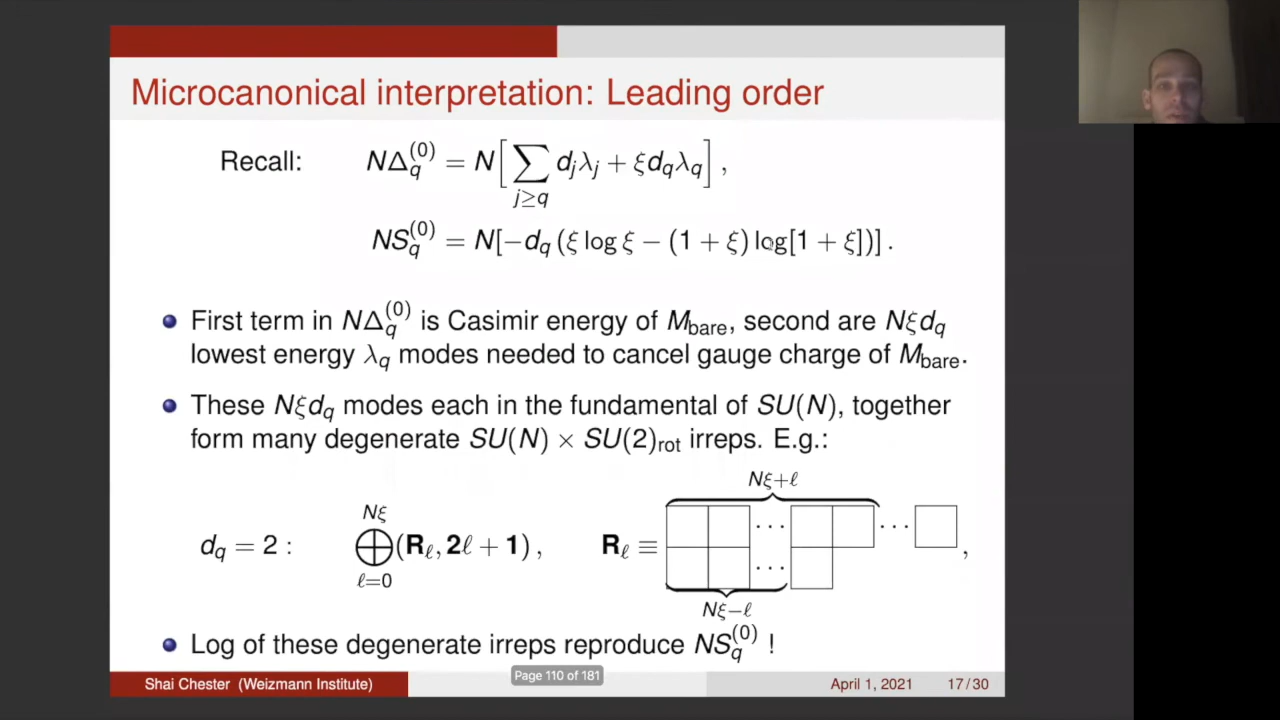 Microcanonical interpretation: Leading order
Recall: NΔ_q^{(0)} = N[∑_{j≥q} d_jλ_j + ξd_qλ_q] ,
NS_q^{(0)} = N[−d_q (ξ log ξ − (1 + ξ) log[1 + ξ])] .
First term in NΔ_q^{(0)} is Casimir energy of M_bare, second are Nξd_q
lowest energy λ_q modes needed to cancel gauge charge of M_bare.
These Nξd_q modes each in the fundamental of SU(N), together
form many degenerate SU(N) × SU(2)_rot irreps. E.g.:
Nξ+ℓ
d_q = 2 : ⊕_{ℓ=0}^{Nξ} (R_ℓ, 2ℓ + 1) , R_ℓ ≡ ... ... ... ,
Nξ−ℓ
Log of these degenerate irreps reproduce NS_q^{(0)} !
Page 110 of 181
Shai Chester (Weizmann Institute) April 1, 2021 17/30